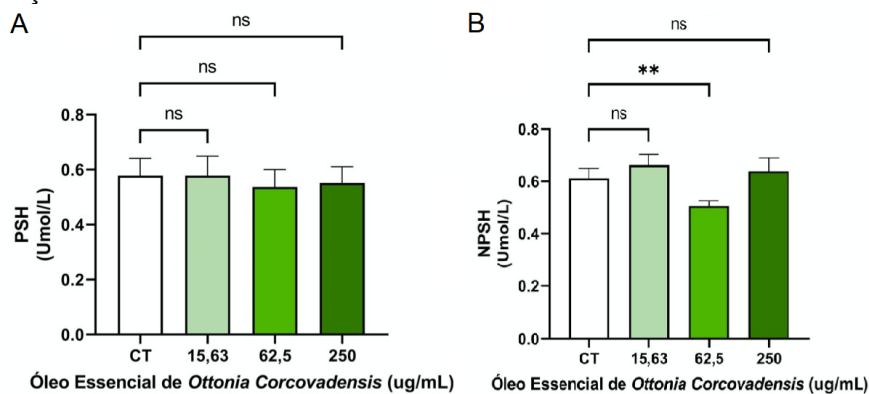 A
ns
ns
ns
0.8
0.6
0.4
0.2
0.0
PSH
(Umol/L)
CT 15,63 62,5 250
Óleo Essencial de Ottonia Corcovadensis (ug/mL)
B
ns
**
ns
0.8
0.6
0.4
0.2
0.0
NPSH
(Umol/L)
CT 15,63 62,5 250
Óleo Essencial de Ottonia Corcovadensis (ug/mL)